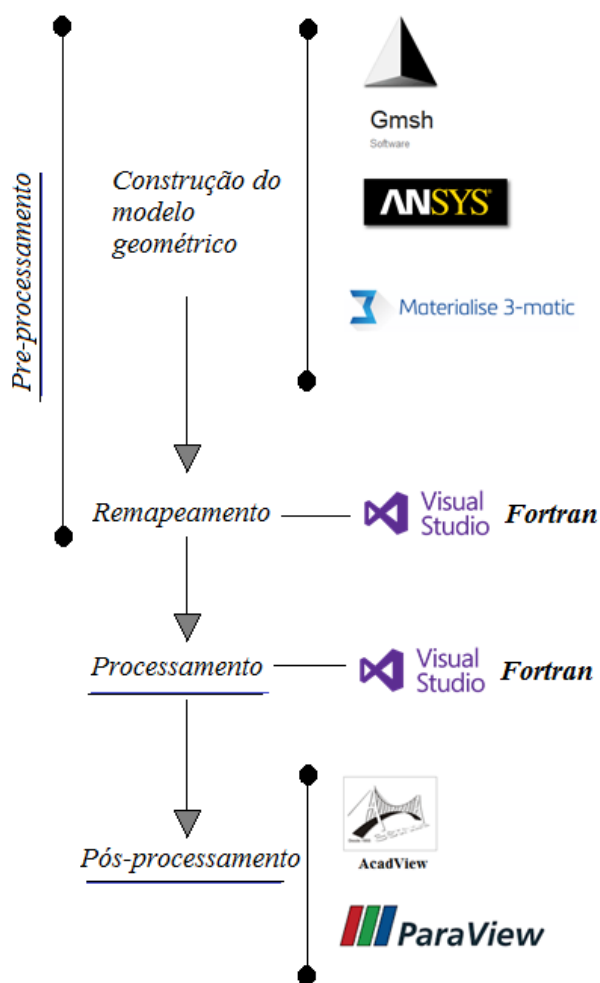 Pre-processamento
Construção do
modelo
geométrico
Gmsh
Software
ANSYS
Materialise 3-matic
Remapeamento
Visual
Studio
Fortran
Processamento
Visual
Studio
Fortran
Pós-processamento
AcadView
ParaView